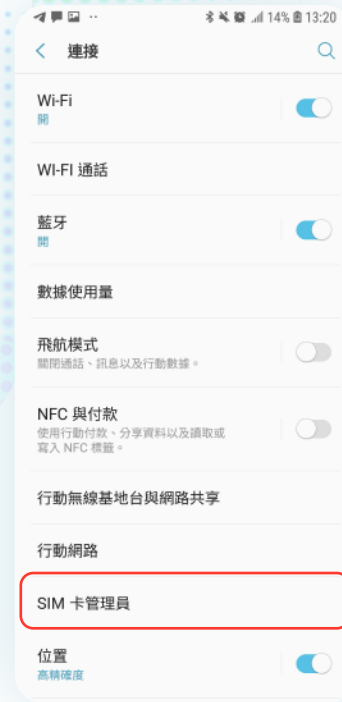 14% 13:20
連接
Wi-Fi
開
WI-FI 通話
藍牙
開
數據使用量
飛航模式
關閉通話、訊息以及行動數據。
NFC 與付款
使用行動付款、分享資料以及讀取或
寫入 NFC 標籤。
行動無線基地台與網路共享
行動網路
SIM 卡管理員
位置
高精確度